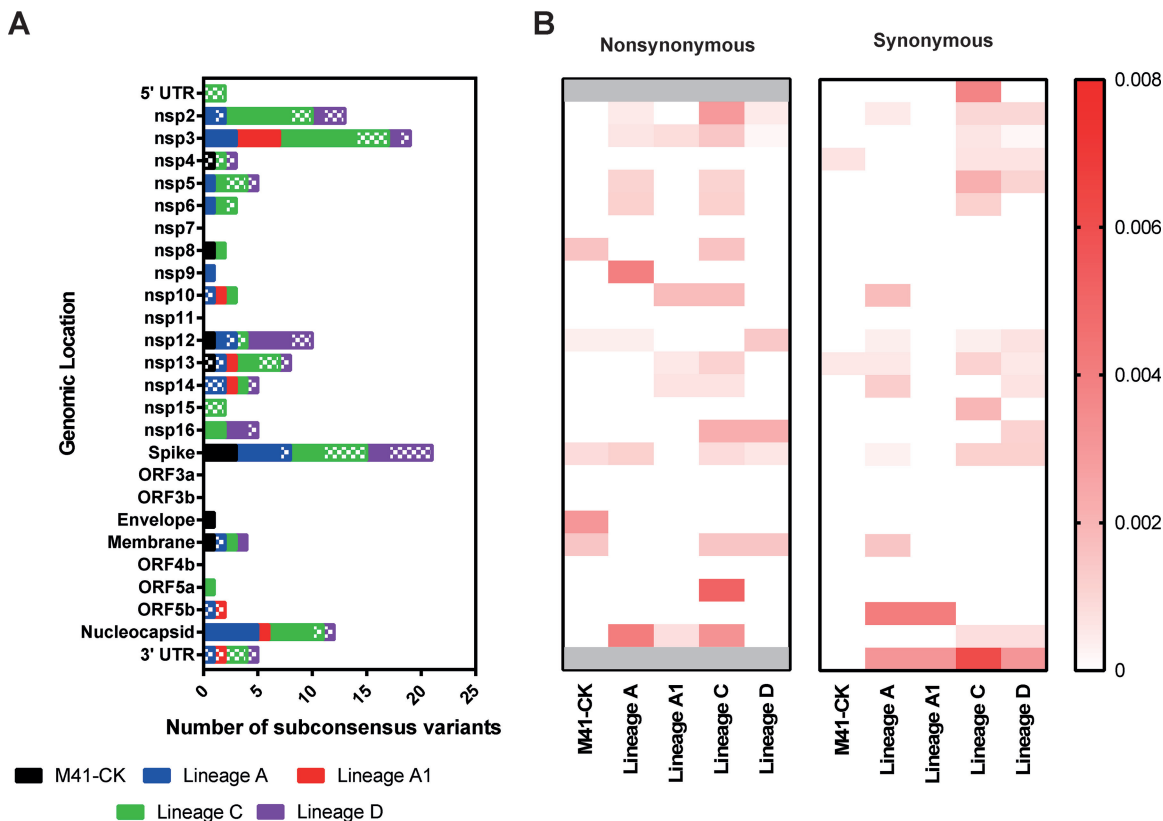 A
B
Nonsynonymous
Synonymous
Genomic Location
5' UTR
nsp2
nsp3
nsp4
nsp5
nsp6
nsp7
nsp8
nsp9
nsp10
nsp11
nsp12
nsp13
nsp14
nsp15
nsp16
Spike
ORF3a
ORF3b
Envelope
Membrane
ORF4b
ORF5a
ORF5b
Nucleocapsid
3' UTR
0 5 10 15 20 25
Number of subconsensus variants
M41-CK Lineage A Lineage A1
Lineage C Lineage D
M41-CK
Lineage A
Lineage A1
Lineage C
Lineage D
M41-CK
Lineage A
Lineage A1
Lineage C
Lineage D
0.008
0.006
0.004
0.002
0